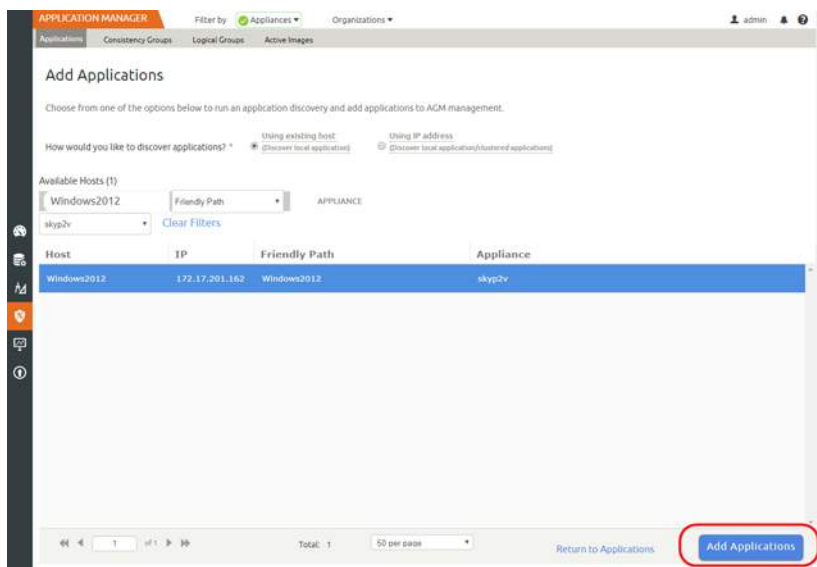 APPLICATION MANAGER Filter by Appliances Organizations admin
Applications Consistency Groups Logical Groups Active Images
Add Applications
Choose from one of the options below to run an application discovery and add applications to AGM management.
How would you like to discover applications? * Using existing host (Discover local application) Using IP address (Discover local application/clustered applications)
Available Hosts (1)
Windows2012 Friendly Path APPLIANCE
skyp2v Clear Filters
Host IP Friendly Path Appliance
Windows2012 172.17.201.162 Windows2012 skyp2v
1 of 1 Total: 1 50 per page Return to Applications Add Applications